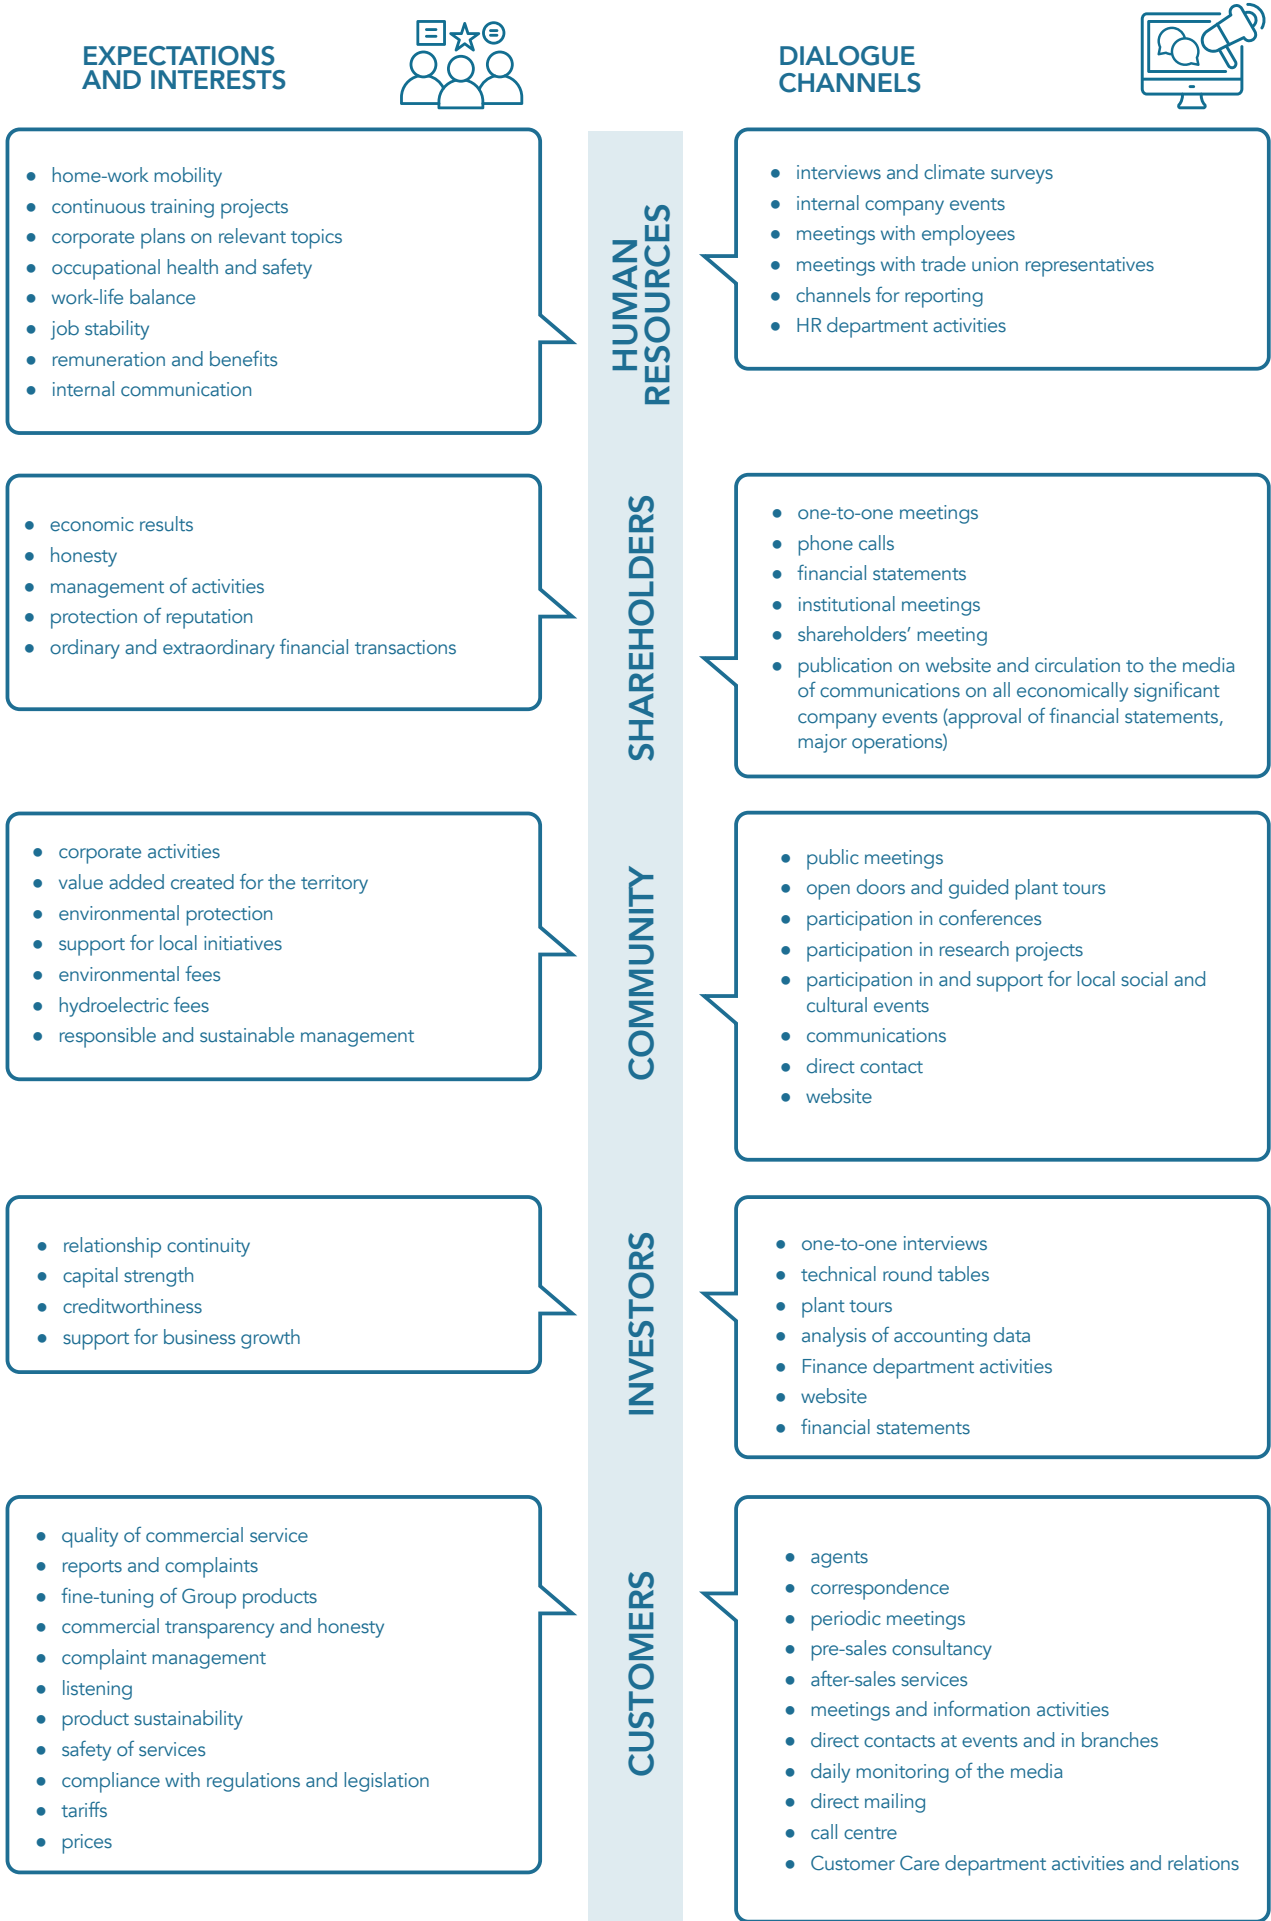 EXPECTATIONS
AND INTERESTS
DIALOGUE
CHANNELS
HUMAN
RESOURCES
● home-work mobility
● continuous training projects
● corporate plans on relevant topics
● occupational health and safety
● work-life balance
● job stability
● remuneration and benefits
● internal communication
● interviews and climate surveys
● internal company events
● meetings with employees
● meetings with trade union representatives
● channels for reporting
● HR department activities
SHAREHOLDERS
● economic results
● honesty
● management of activities
● protection of reputation
● ordinary and extraordinary financial transactions
● one-to-one meetings
● phone calls
● financial statements
● institutional meetings
● shareholders’ meeting
● publication on website and circulation to the media
of communications on all economically significant
company events (approval of financial statements,
major operations)
COMMUNITY
● corporate activities
● value added created for the territory
● environmental protection
● support for local initiatives
● environmental fees
● hydroelectric fees
● responsible and sustainable management
● public meetings
● open doors and guided plant tours
● participation in conferences
● participation in research projects
● participation in and support for local social and
cultural events
● communications
● direct contact
● website
INVESTORS
● relationship continuity
● capital strength
● creditworthiness
● support for business growth
● one-to-one interviews
● technical round tables
● plant tours
● analysis of accounting data
● Finance department activities
● website
● financial statements
CUSTOMERS
● quality of commercial service
● reports and complaints
● fine-tuning of Group products
● commercial transparency and honesty
● complaint management
● listening
● product sustainability
● safety of services
● compliance with regulations and legislation
● tariffs
● prices
● agents
● correspondence
● periodic meetings
● pre-sales consultancy
● after-sales services
● meetings and information activities
● direct contacts at events and in branches
● daily monitoring of the media
● direct mailing
● call centre
● Customer Care department activities and relations